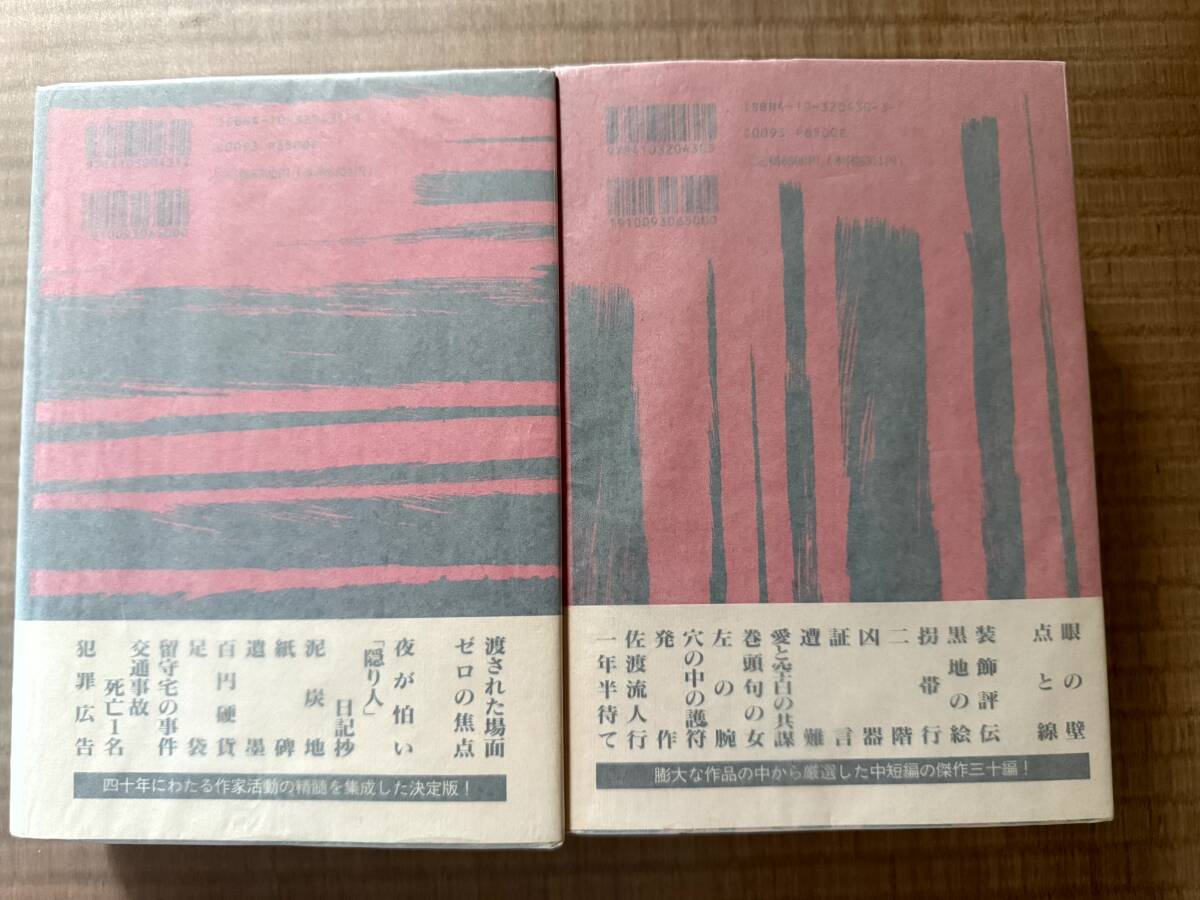 渡された場面
ゼロの焦点
夜が怕い
「隠り人」
日記抄
泥炭地
紙碑
遺墨
百円硬貨
足袋
留守宅の事件
交通事故
死亡1名
犯罪広告
四十年にわたる作家活動の精髄を集成した決定版！
眼の壁
点と線
装飾評伝
黒地の絵
拐帯行
二階
凶器
証言
遭難
愛と空白の共謀
巻頭句の女
左の腕
穴の中の護符
発作
佐渡流人行
一年半待て
膨大な作品の中から厳選した中短編の傑作三十編！